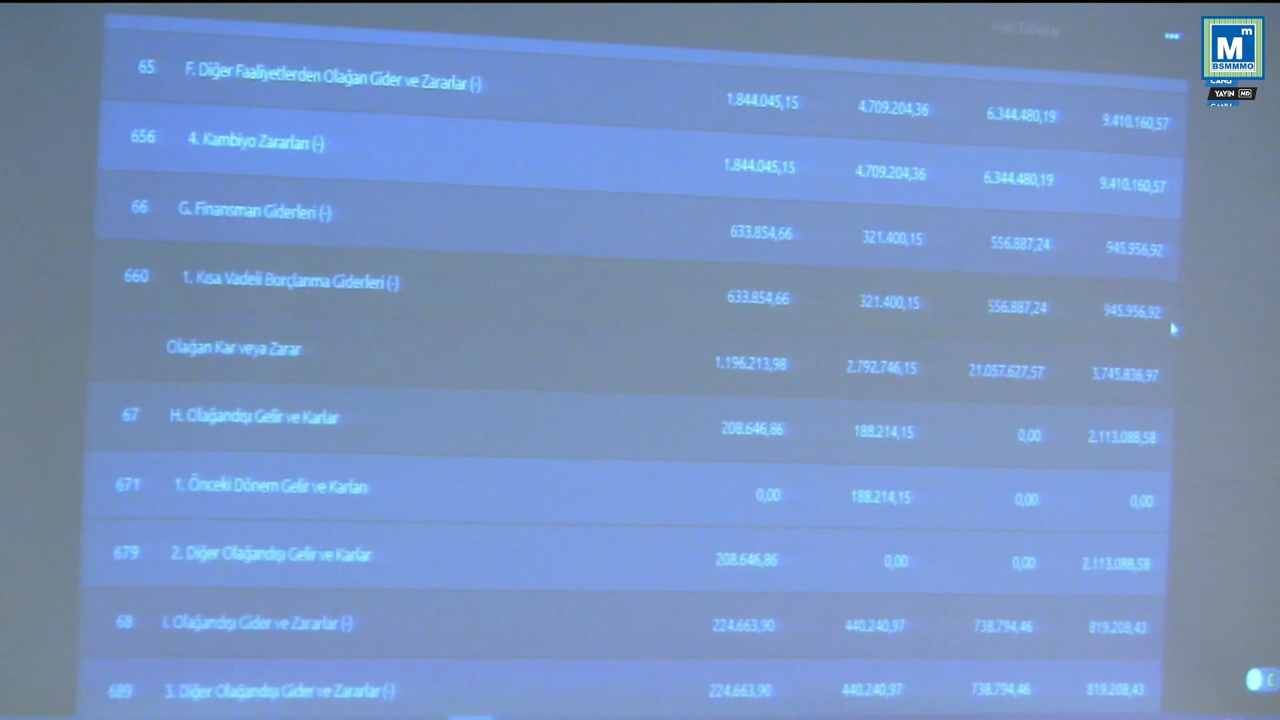 Mali Tablolar
M m
BSMMMO
CANLI
YAYIN HD
65 F. Diğer Faaliyetlerden Olağan Gider ve Zararlar (-) 1.844.045,15 4.709.204,36 6.344.480,19 9.410.160,57
656 4. Kambiyo Zararları (-) 1.844.045,15 4.709.204,36 6.344.480,19 9.410.160,57
66 G. Finansman Giderleri (-) 633.854,66 321.400,15 556.887,24 945.956,92
660 1. Kısa Vadeli Borçlanma Giderleri (-) 633.854,66 321.400,15 556.887,24 945.956,92
Olağan Kar veya Zarar 1.196.213,98 2.792.746,15 21.057.627,57 3.745.836,97
67 H. Olağandışı Gelir ve Karlar 208.646,86 188.214,15 0,00 2.113.088,58
671 1. Önceki Dönem Gelir ve Karları 0,00 188.214,15 0,00 0,00
679 2. Diğer Olağandışı Gelir ve Karlar 208.646,86 0,00 0,00 2.113.088,58
68 I. Olağandışı Gider ve Zararlar (-) 224.663,90 440.240,97 738.794,46 819.208,43
689 3. Diğer Olağandışı Gider ve Zararlar (-) 224.663,90 440.240,97 738.794,46 819.208,43